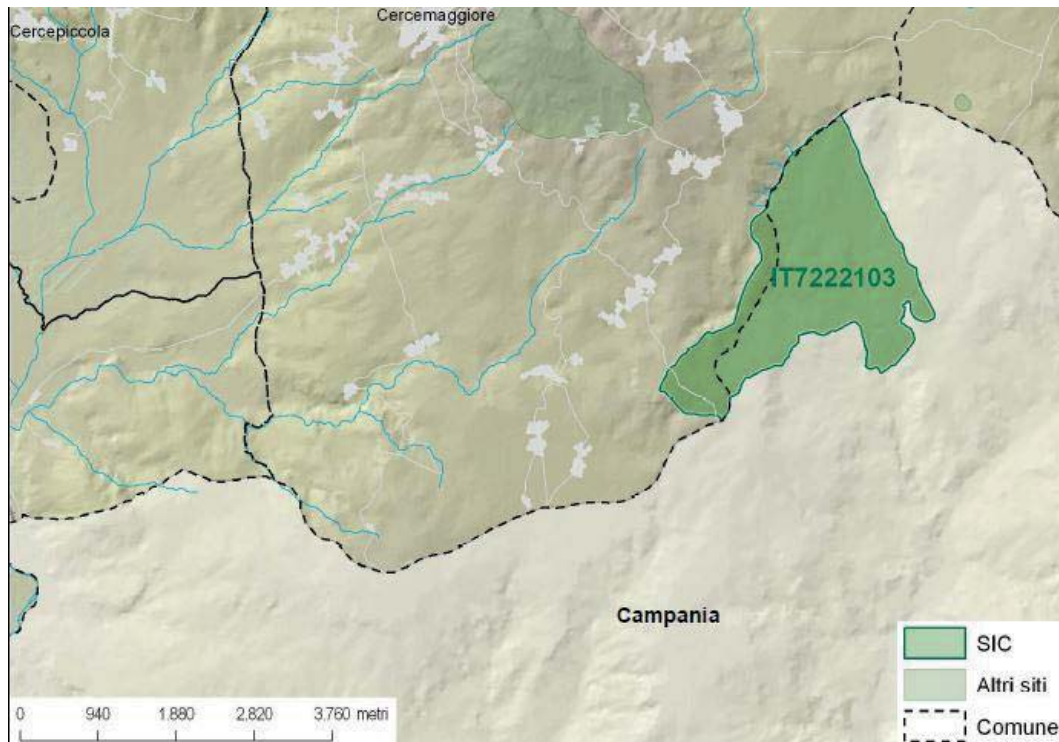 Cercemaggiore
Cercepiccola
IT7222103
Campania
SIC
Altri siti
Comune
0 940 1.880 2.820 3.760 metri